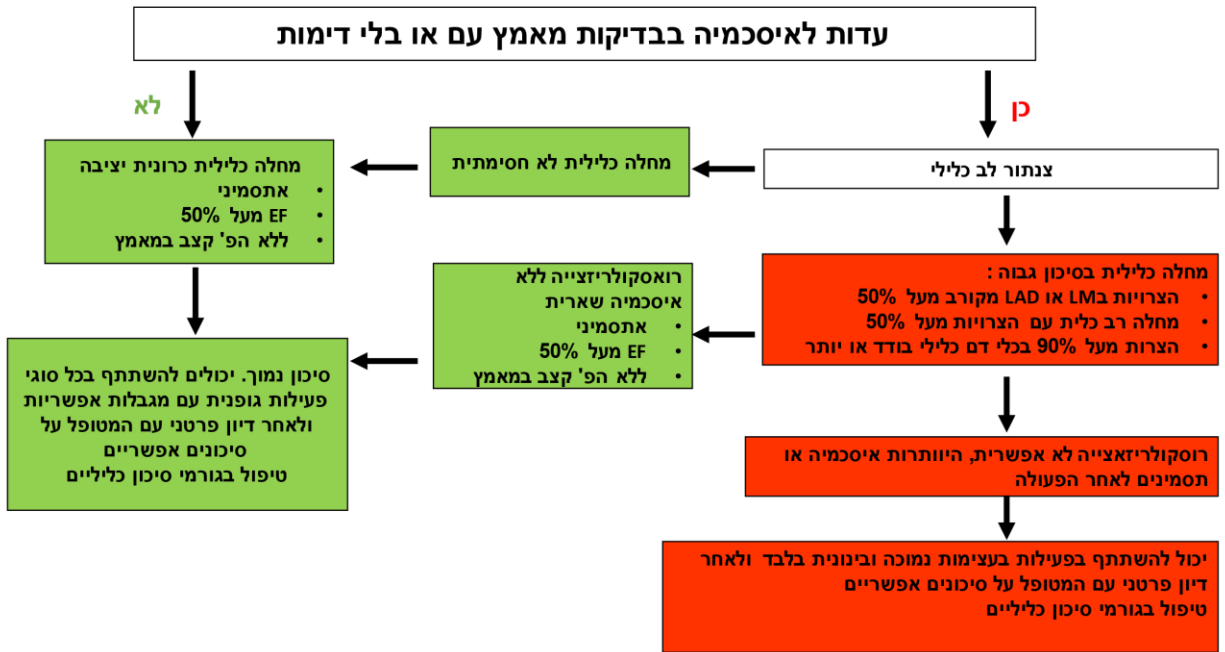 עדות לאיסכמיה בבדיקות מאמץ עם או בלי דימות
כן
לא
צנתור לב כלילי
מחלה כלילית לא חסימתית
מחלה כלילית כרונית יציבה
• אתסמיני
• EF מעל 50%
• ללא הפ' קצב במאמץ
מחלה כלילית בסיכון גבוה :
• הצרויות בLM או LAD מקורב מעל 50%
• מחלה רב כלית עם הצרויות מעל 50%
• הצרות מעל 90% בכלי דם כלילי בודד או יותר
רואסקולריזצייה ללא
איסכמיה שארית
• אתסמיני
• EF מעל 50%
• ללא הפ' קצב במאמץ
סיכון נמוך. יכולים להשתתף בכל סוגי
פעילות גופנית עם מגבלות אפשריות
ולאחר דיון פרטני עם המטופל על
סיכונים אפשריים
טיפול בגורמי סיכון כליליים
רוסקולריזאצייה לא אפשרית, היוותרות איסכמיה או
תסמינים לאחר הפעולה
יכול להשתתף בפעילות בעצימות נמוכה ובינונית בלבד ולאחר
דיון פרטני עם המטופל על סיכונים אפשריים
טיפול בגורמי סיכון כליליים